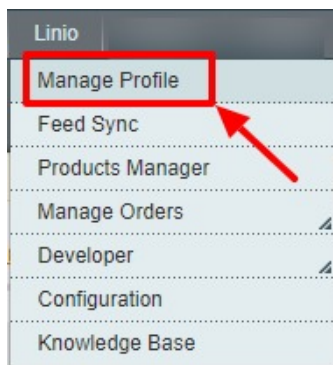 Linio
Manage Profile
Feed Sync
Products Manager
Manage Orders
Developer
Configuration
Knowledge Base